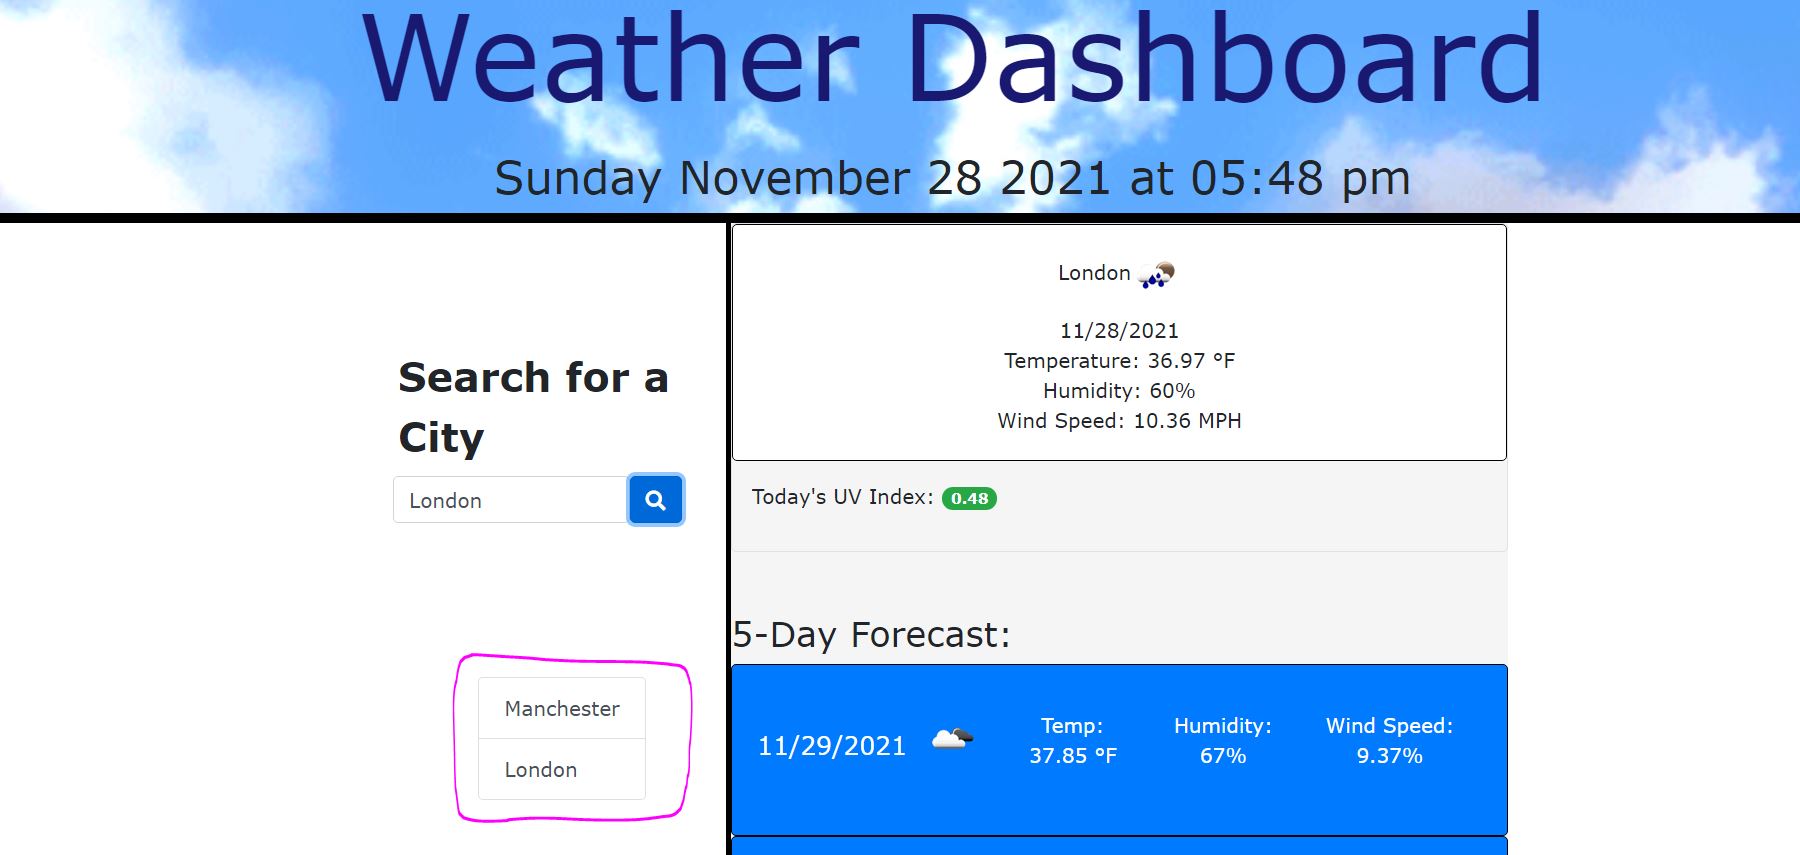 Weather Dashboard
Sunday November 28 2021 at 05:48 pm
Search for a
City
London
Manchester
London
London
11/28/2021
Temperature: 36.97 °F
Humidity: 60%
Wind Speed: 10.36 MPH
Today's UV Index: 0.48
5-Day Forecast:
11/29/2021
Temp:
37.85 °F
Humidity:
67%
Wind Speed:
9.37%